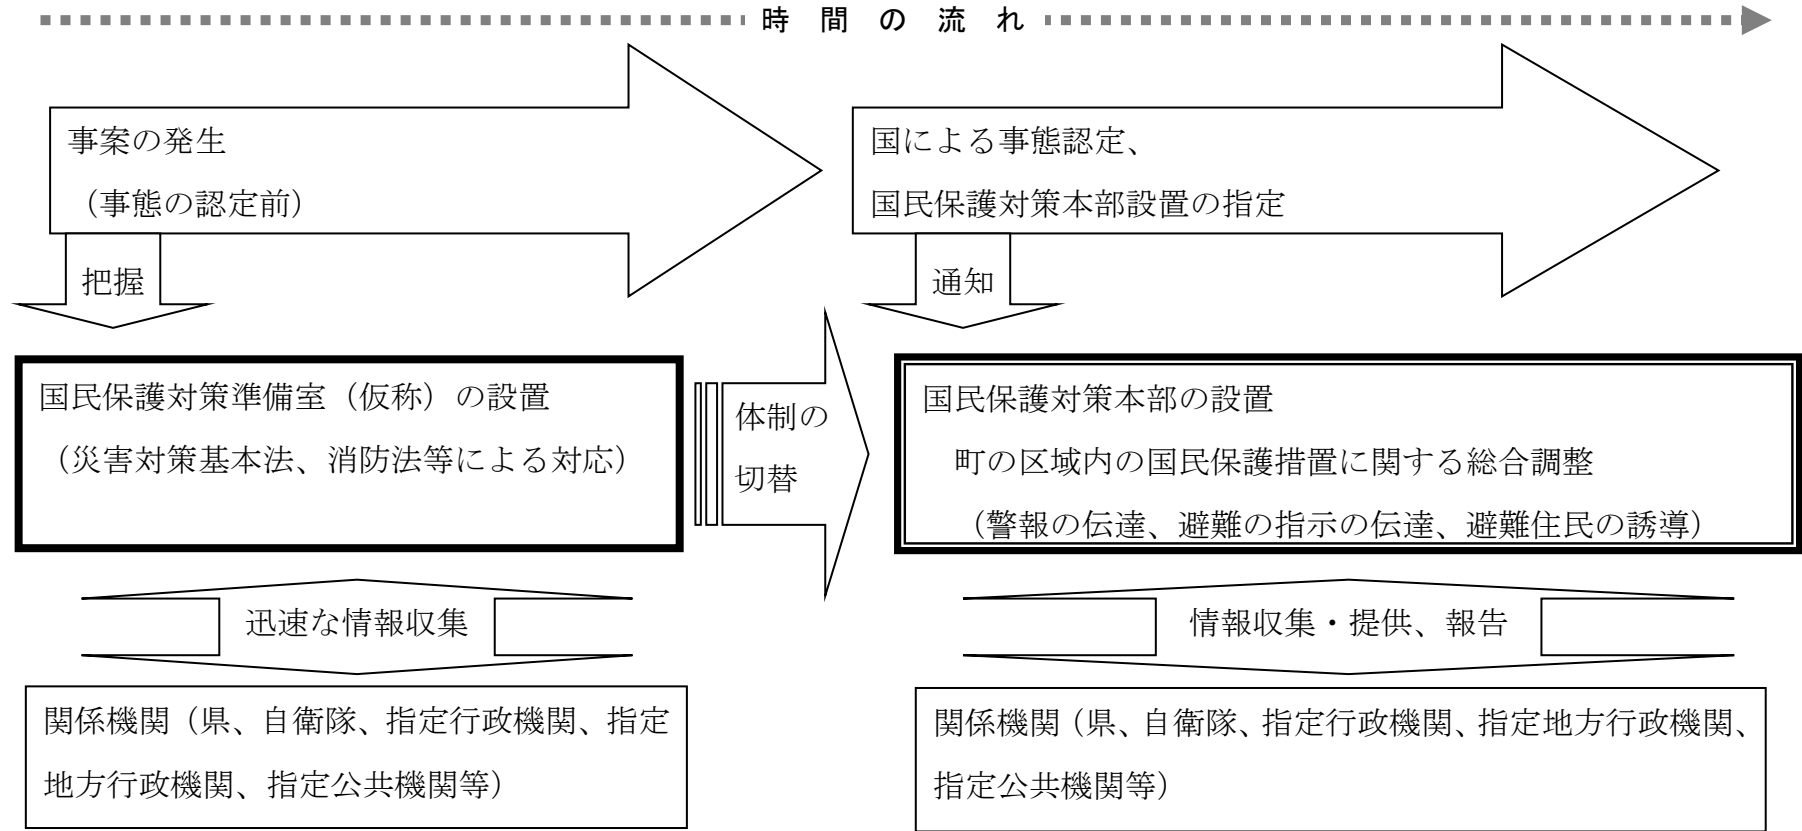 時間の流れ
事案の発生
（事態の認定前）
国による事態認定、
国民保護対策本部設置の指定
把握
通知
国民保護対策準備室（仮称）の設置
（災害対策基本法、消防法等による対応）
体制の
切替
国民保護対策本部の設置
町の区域内の国民保護措置に関する総合調整
（警報の伝達、避難の指示の伝達、避難住民の誘導）
迅速な情報収集
情報収集・提供、報告
関係機関（県、自衛隊、指定行政機関、指定
地方行政機関、指定公共機関等）
関係機関（県、自衛隊、指定行政機関、指定地方行政機関、
指定公共機関等）